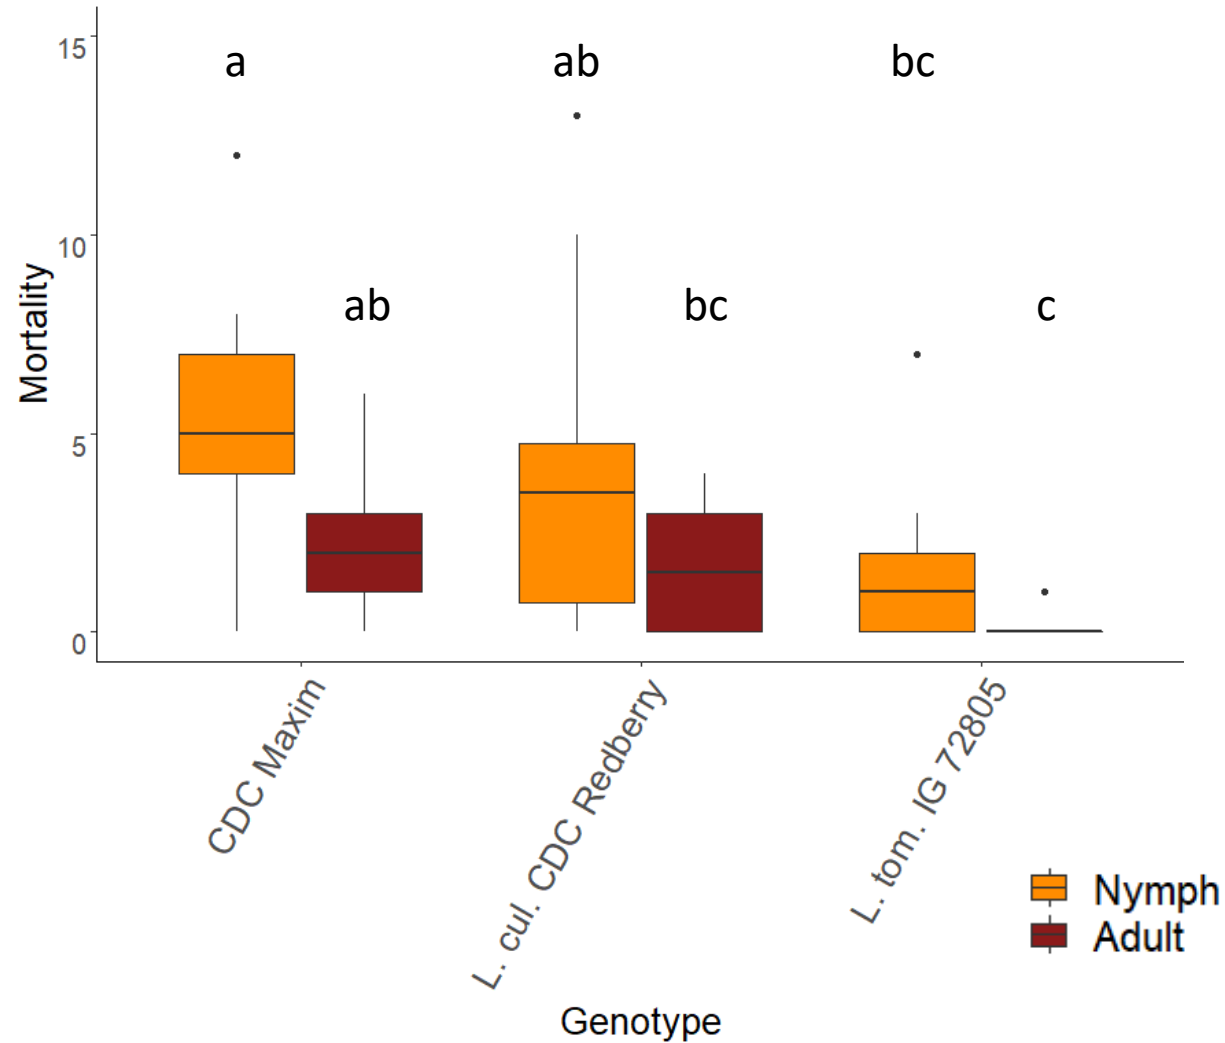 15
a
ab
bc
10
ab
bc
c
Mortality
5
0
CDC Maxim
L. cul. CDC Redberry
L. tom. IG 72805
Nymph
Adult
Genotype